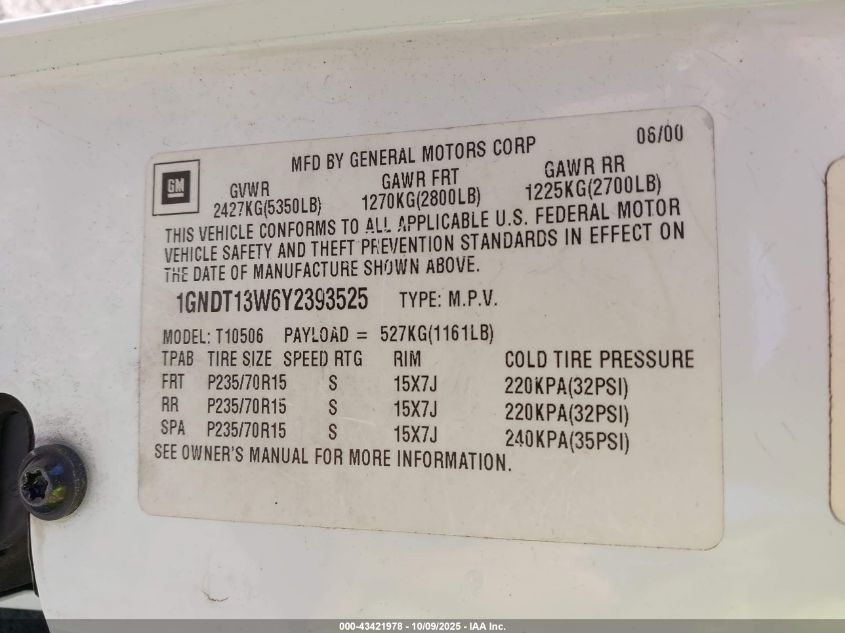 MFD BY GENERAL MOTORS CORP 06/00
GM
GVWR GAWR FRT GAWR RR
2427KG(5350LB) 1270KG(2800LB) 1225KG(2700LB)
THIS VEHICLE CONFORMS TO ALL APPLICABLE U.S. FEDERAL MOTOR
VEHICLE SAFETY AND THEFT PREVENTION STANDARDS IN EFFECT ON
THE DATE OF MANUFACTURE SHOWN ABOVE.
1GNDT13W6Y2393525 TYPE: M.P.V.
MODEL: T10506 PAYLOAD = 527KG(1161LB)
TPAB TIRE SIZE SPEED RTG RIM COLD TIRE PRESSURE
FRT P235/70R15 S 15X7J 220KPA(32PSI)
RR P235/70R15 S 15X7J 220KPA(32PSI)
SPA P235/70R15 S 15X7J 240KPA(35PSI)
SEE OWNER'S MANUAL FOR MORE INFORMATION.
000-43421978 - 10/09/2025 - IAA Inc.